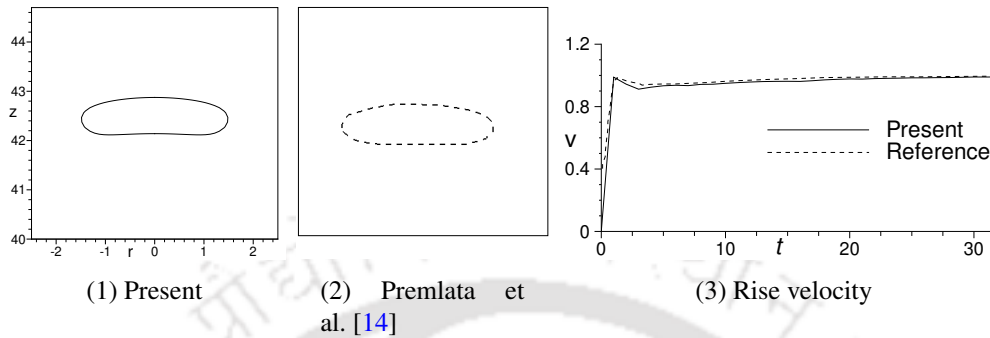 44
43
z
42
41
40
-2 -1 r 0 1 2
1.2
0.8
v
0.4
0
0 10 t 20 30
Present
Reference
(1) Present
(2) Premlata et
al. [14]
(3) Rise velocity